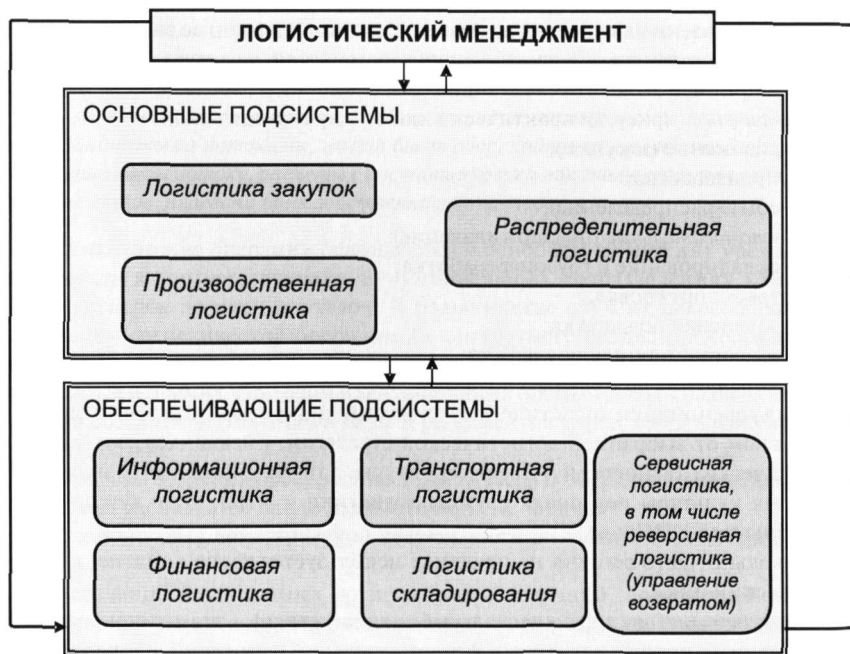 ЛОГИСТИЧЕСКИЙ МЕНЕДЖМЕНТ
ОСНОВНЫЕ ПОДСИСТЕМЫ
Логистика закупок
Производственная
логистика
Распределительная
логистика
ОБЕСПЕЧИВАЮЩИЕ ПОДСИСТЕМЫ
Информационная
логистика
Транспортная
логистика
Финансовая
логистика
Логистика
складирования
Сервисная
логистика,
в том числе
реверсивная
логистика
(управление
возвратом)